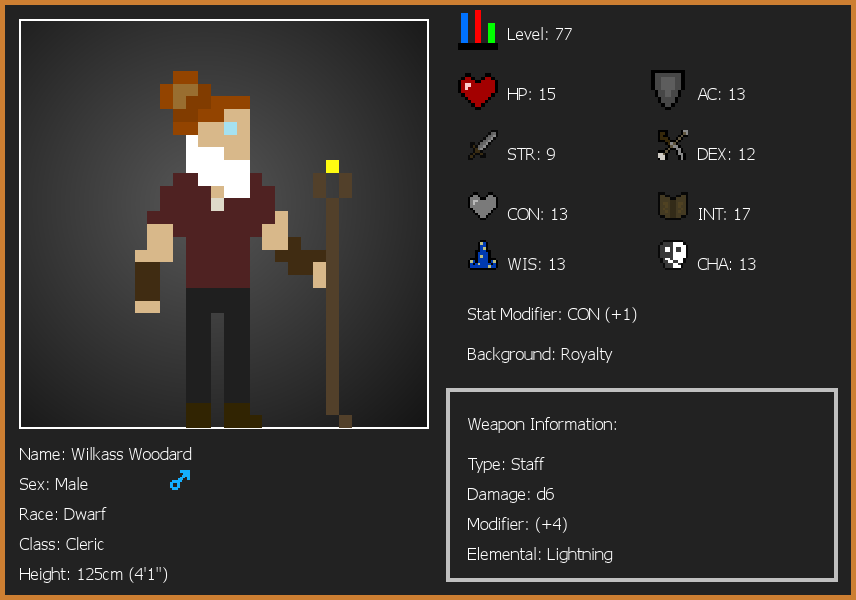 Level: 77
HP: 15
AC: 13
STR: 9
DEX: 12
CON: 13
INT: 17
WIS: 13
CHA: 13
Stat Modifier: CON (+1)
Background: Royalty
Weapon Information:
Type: Staff
Damage: d6
Modifier: (+4)
Elemental: Lightning
Name: Wilkass Woodard
Sex: Male
Race: Dwarf
Class: Cleric
Height: 125cm (4'1")